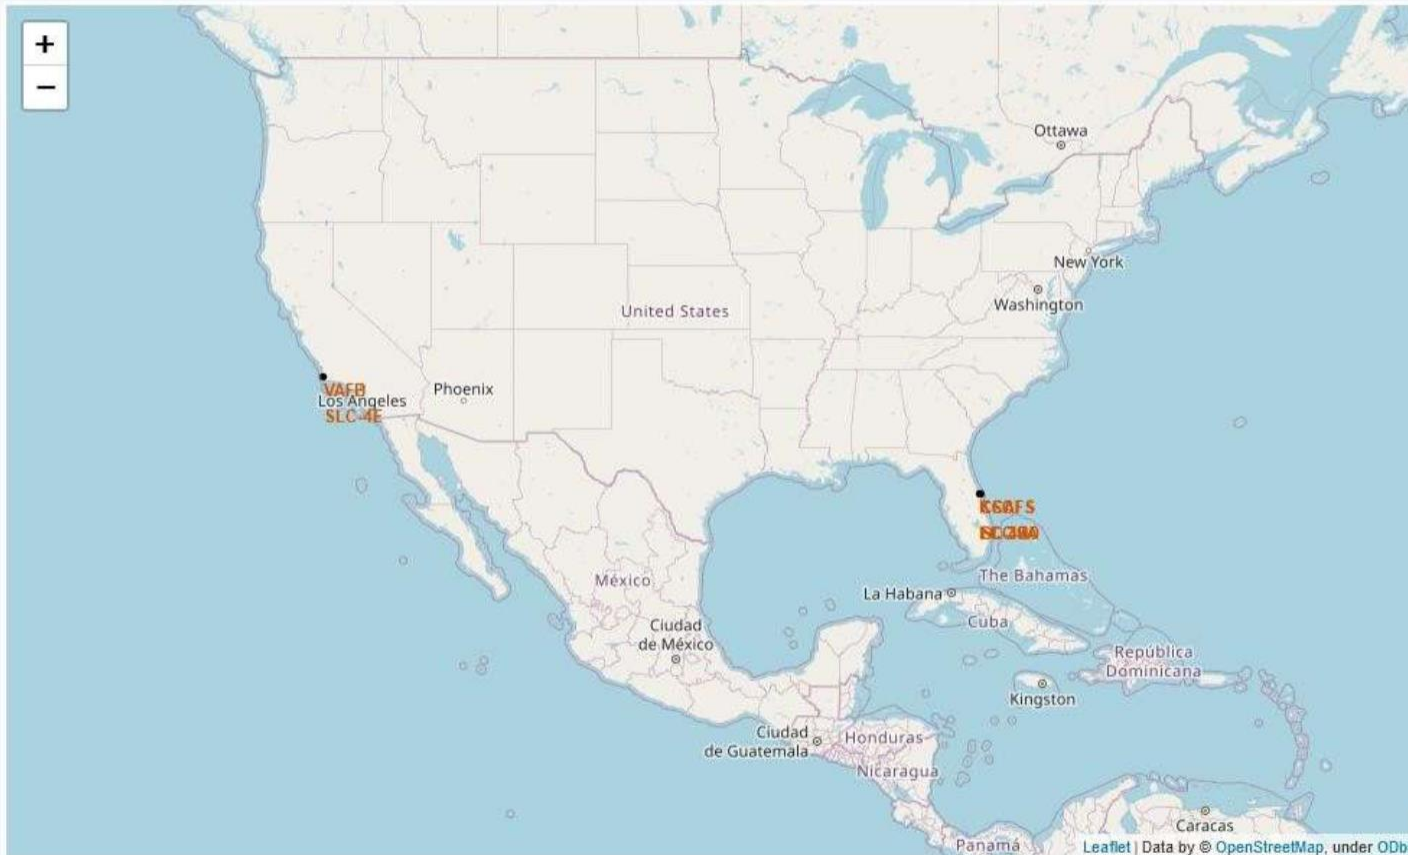 +
−
Ottawa
New York
Washington
United States
VAFB
Los Angeles
SLC-4E
Phoenix
México
Ciudad
de México
The Bahamas
La Habana
Cuba
República
Dominicana
Kingston
Ciudad
de Guatemala
Honduras
Nicaragua
Caracas
Panamá
Leaflet | Data by © OpenStreetMap, under ODb